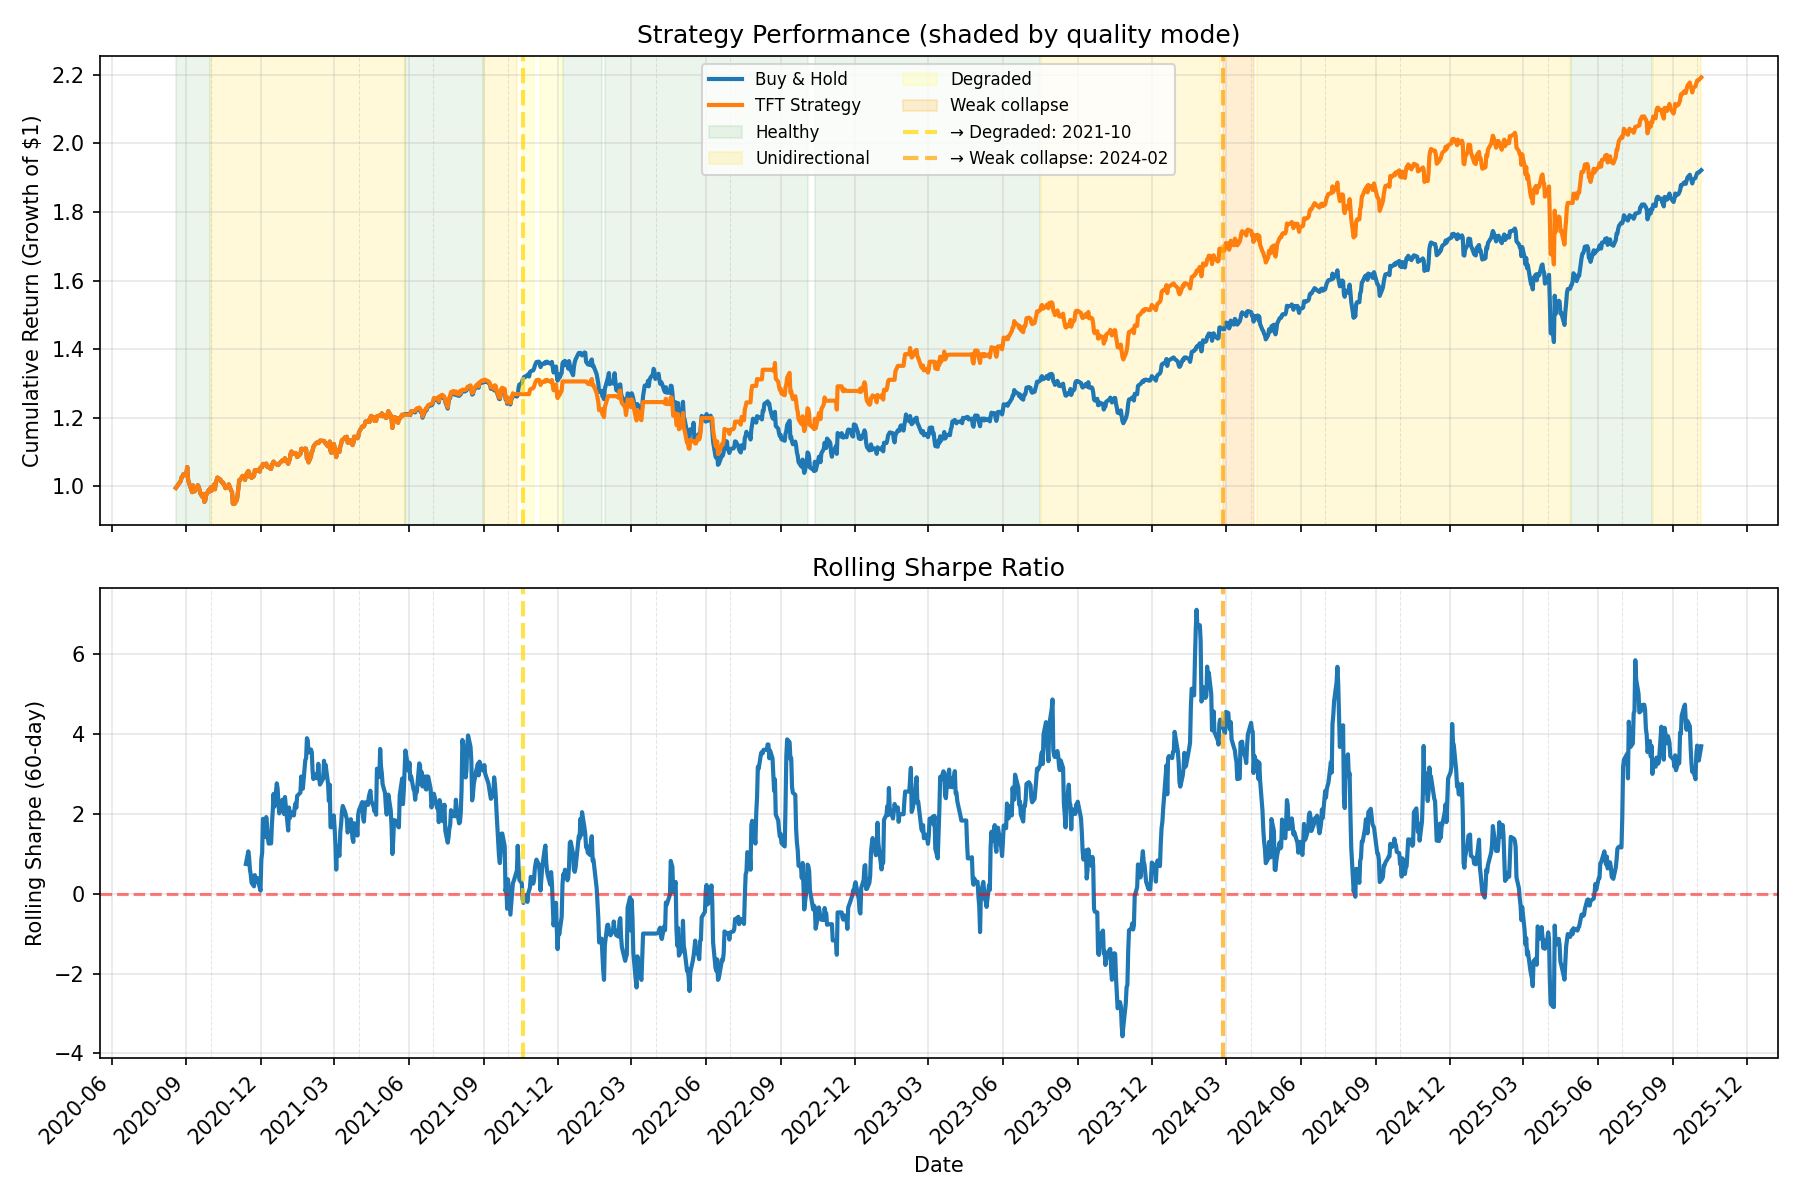 Strategy Performance (shaded by quality mode)
Cumulative Return (Growth of $1)
2.2
2.0
1.8
1.6
1.4
1.2
1.0
Buy & Hold
TFT Strategy
Healthy
Unidirectional
Degraded
Weak collapse
→ Degraded: 2021-10
→ Weak collapse: 2024-02
Rolling Sharpe Ratio
Rolling Sharpe (60-day)
6
4
2
0
−2
−4
2020-06
2020-09
2020-12
2021-03
2021-06
2021-09
2021-12
2022-03
2022-06
2022-09
2022-12
2023-03
2023-06
2023-09
2023-12
2024-03
2024-06
2024-09
2024-12
2025-03
2025-06
2025-09
2025-12
Date